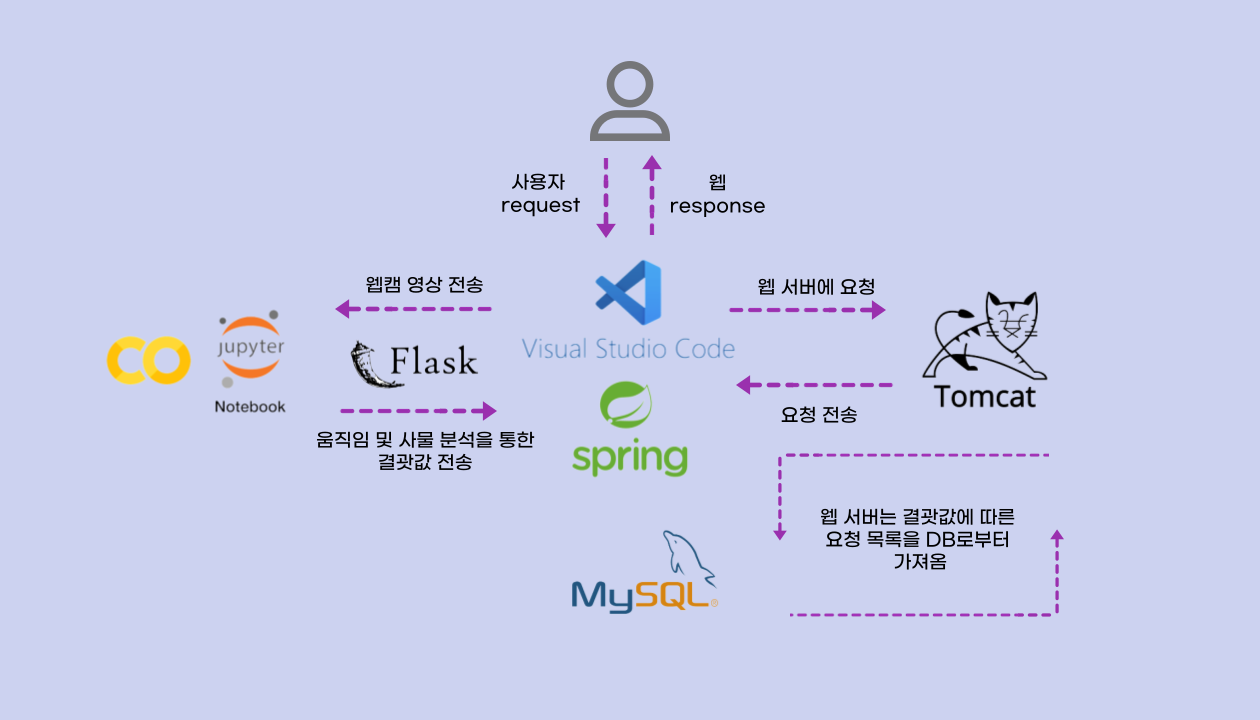 사용자
request
웹
response
웹캠 영상 전송
웹 서버에 요청
Visual Studio Code
CO
jupyter
Notebook
Flask
Tomcat
움직임 및 사물 분석을 통한
결괏값 전송
요청 전송
spring
웹 서버는 결괏값에 따른
요청 목록을 DB로부터
가져옴
MySQL®